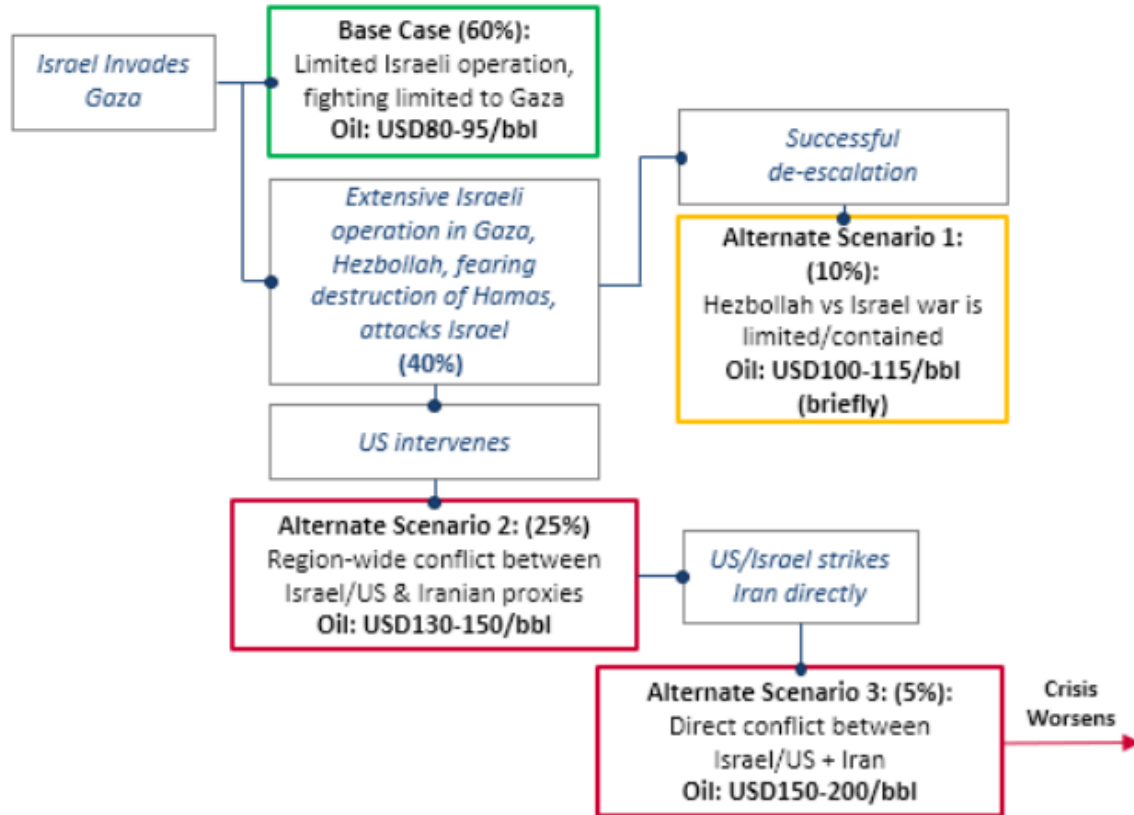 Israel Invades
Gaza
Base Case (60%):
Limited Israeli operation,
fighting limited to Gaza
Oil: USD80-95/bbl
Extensive Israeli
operation in Gaza,
Hezbollah, fearing
destruction of Hamas,
attacks Israel
(40%)
Successful
de-escalation
Alternate Scenario 1:
(10%):
Hezbollah vs Israel war is
limited/contained
Oil: USD100-115/bbl
(briefly)
US intervenes
Alternate Scenario 2: (25%)
Region-wide conflict between
Israel/US & Iranian proxies
Oil: USD130-150/bbl
US/Israel strikes
Iran directly
Alternate Scenario 3: (5%):
Direct conflict between
Israel/US + Iran
Oil: USD150-200/bbl
Crisis
Worsens